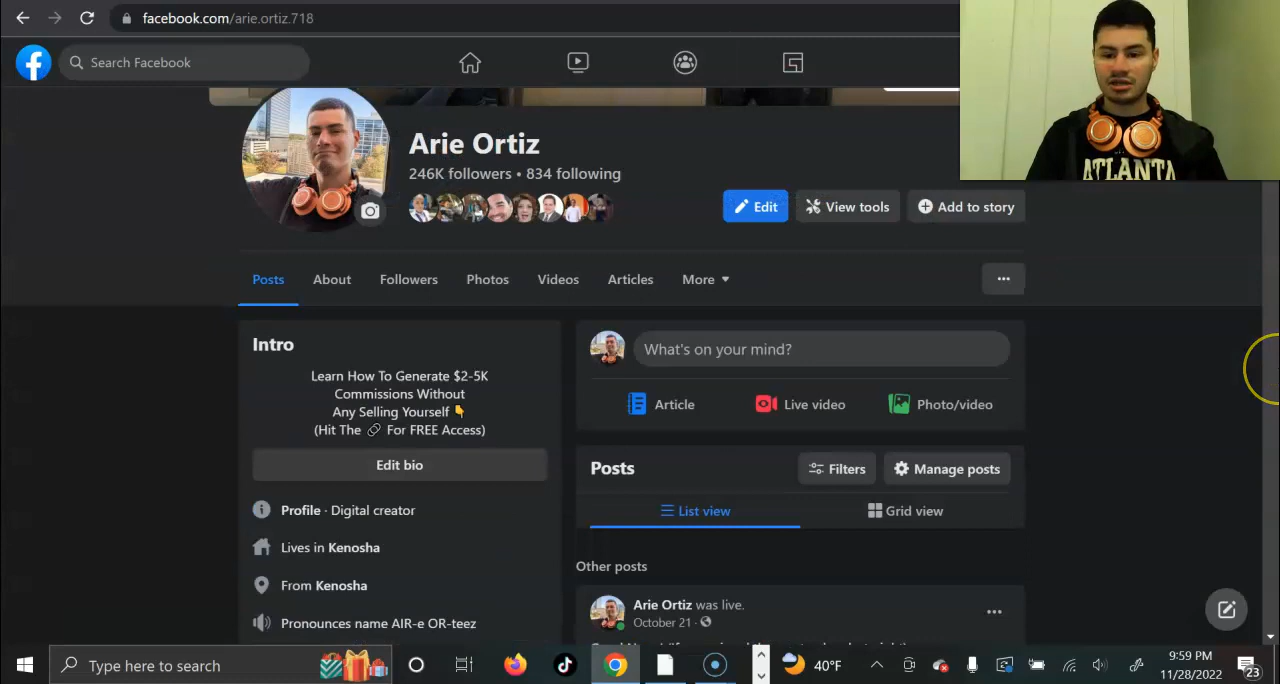 facebook.com/arie.ortiz.718
Search Facebook
Arie Ortiz
246K followers • 834 following
Edit
View tools
Add to story
ATLANTA
Posts
About
Followers
Photos
Videos
Articles
More
Intro
Learn How To Generate $2-5K
Commissions Without
Any Selling Yourself 👇
(Hit The 🔗 For FREE Access)
Edit bio
Profile · Digital creator
Lives in Kenosha
From Kenosha
Pronounces name AIR-e OR-teez
What's on your mind?
Article
Live video
Photo/video
Posts
Filters
Manage posts
List view
Grid view
Other posts
Arie Ortiz was live.
October 21 ·
Type here to search
40°F
9:59 PM
11/28/2022
23